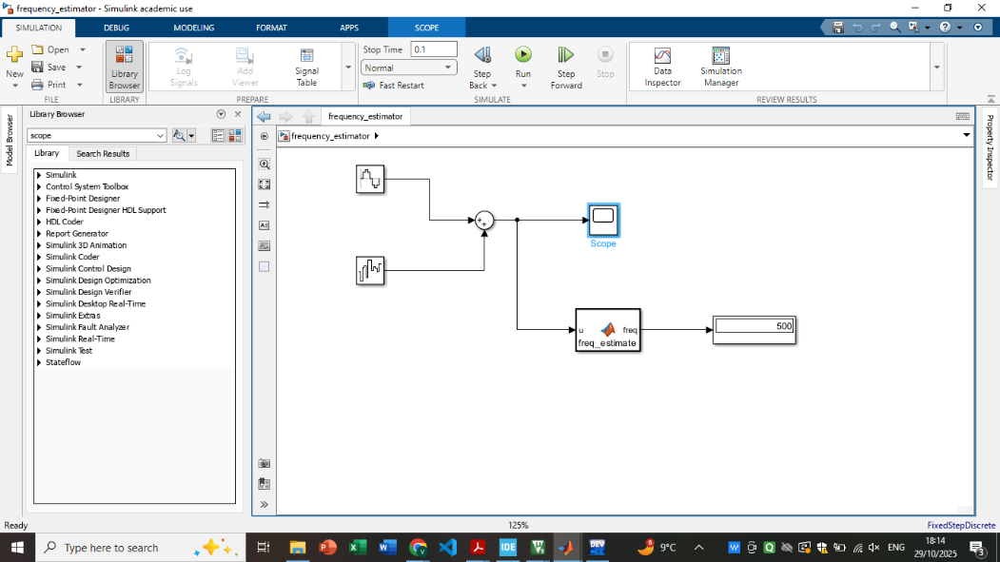 frequency_estimator - Simulink academic use
SIMULATION DEBUG MODELING FORMAT APPS SCOPE
New
Open
Save
Print
FILE
Library
Browser
LIBRARY
Log
Signals
Add
Viewer
Signal
Table
PREPARE
Stop Time 0.1
Normal
Fast Restart
Step
Back
Run
Step
Forward
Stop
SIMULATE
Data
Inspector
Simulation
Manager
REVIEW RESULTS
Model Browser
Library Browser
scope
Library Search Results
Simulink
Control System Toolbox
Fixed-Point Designer
Fixed-Point Designer HDL Support
HDL Coder
Report Generator
Simulink 3D Animation
Simulink Coder
Simulink Control Design
Simulink Design Optimization
Simulink Design Verifier
Simulink Desktop Real-Time
Simulink Extras
Simulink Fault Analyzer
Simulink Real-Time
Simulink Test
Stateflow
frequency_estimator
frequency_estimator
Scope
u freq
freq_estimate
500
Property Inspector
Ready 125% FixedStepDiscrete
Type here to search
6
9°C
ENG
18:14
29/10/2025
3